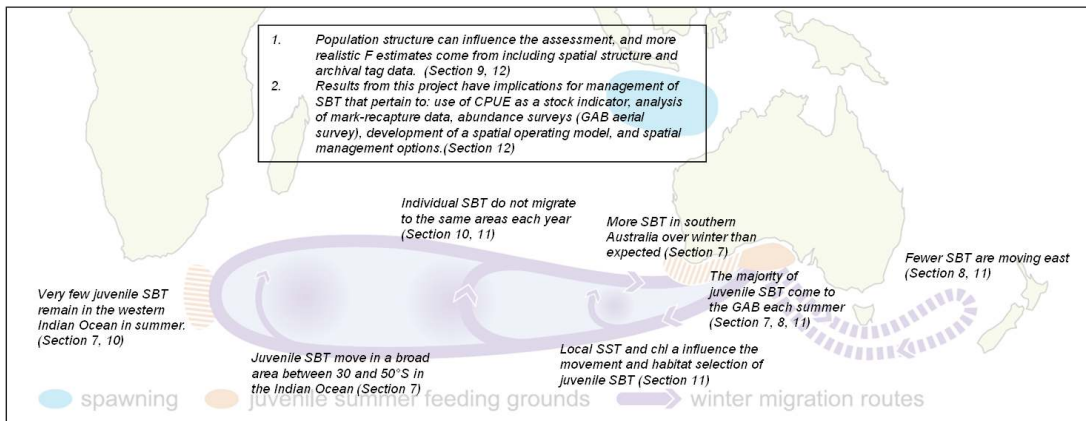 1. Population structure can influence the assessment, and more
realistic F estimates come from including spatial structure and
archival tag data. (Section 9, 12)
2. Results from this project have implications for management of
SBT that pertain to: use of CPUE as a stock indicator, analysis
of mark-recapture data, abundance surveys (GAB aerial
survey), development of a spatial operating model, and spatial
management options.(Section 12)
Individual SBT do not migrate
to the same areas each year
(Section 10, 11)
More SBT in southern
Australia over winter than
expected (Section 7)
Fewer SBT are moving east
(Section 8, 11)
The majority of
juvenile SBT come to
the GAB each summer
(Section 7, 8, 11)
Very few juvenile SBT
remain in the western
Indian Ocean in summer.
(Section 7, 10)
Juvenile SBT move in a broad
area between 30 and 50°S in
the Indian Ocean (Section 7)
Local SST and chl a influence the
movement and habitat selection of
juvenile SBT (Section 11)
spawning
juvenile summer feeding grounds
winter migration routes